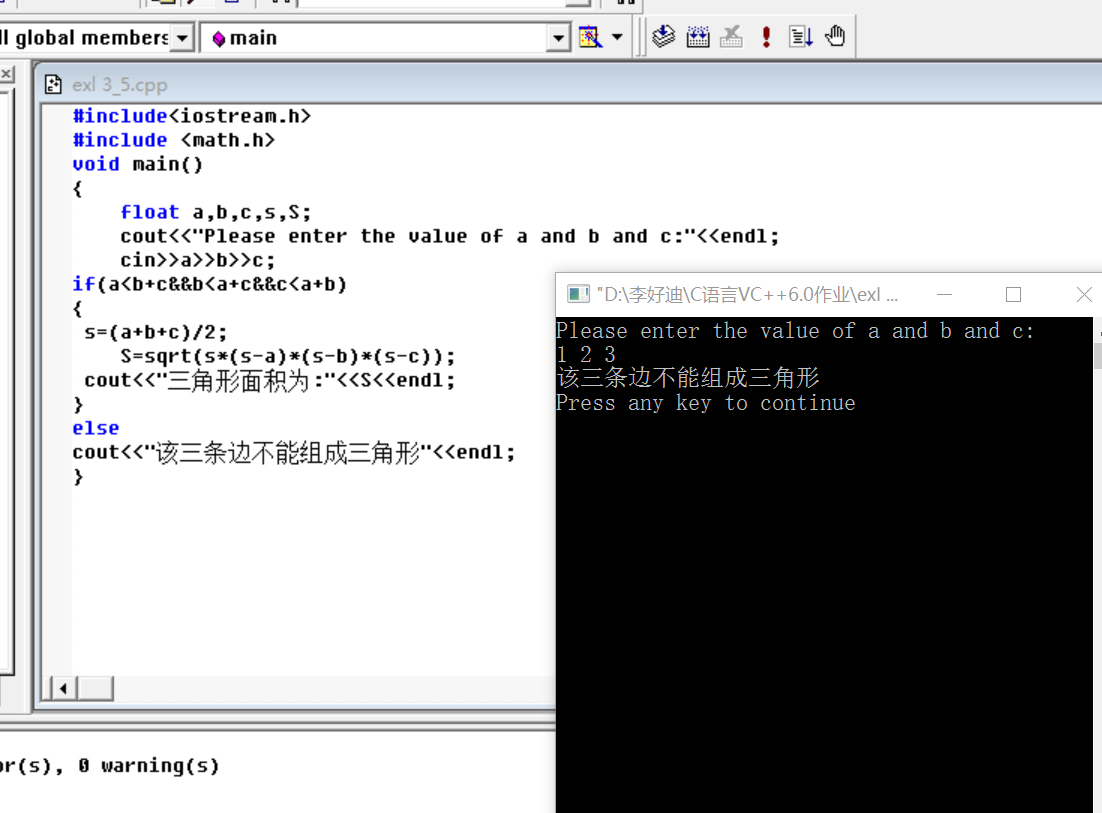 ll global members
main
exl 3_5.cpp
#include<iostream.h>
#include <math.h>
void main()
{
float a,b,c,s,S;
cout<<"Please enter the value of a and b and c:"<<endl;
cin>>a>>b>>c;
if(a<b+c&&b<a+c&&c<a+b)
{
s=(a+b+c)/2;
S=sqrt(s*(s-a)*(s-b)*(s-c));
cout<<"三角形面积为:"<<S<<endl;
}
else
cout<<"该三条边不能组成三角形"<<endl;
}
"D:\李好迪\C语言VC++6.0作业\exl ...
Please enter the value of a and b and c:
1 2 3
该三条边不能组成三角形
Press any key to continue
or(s), 0 warning(s)